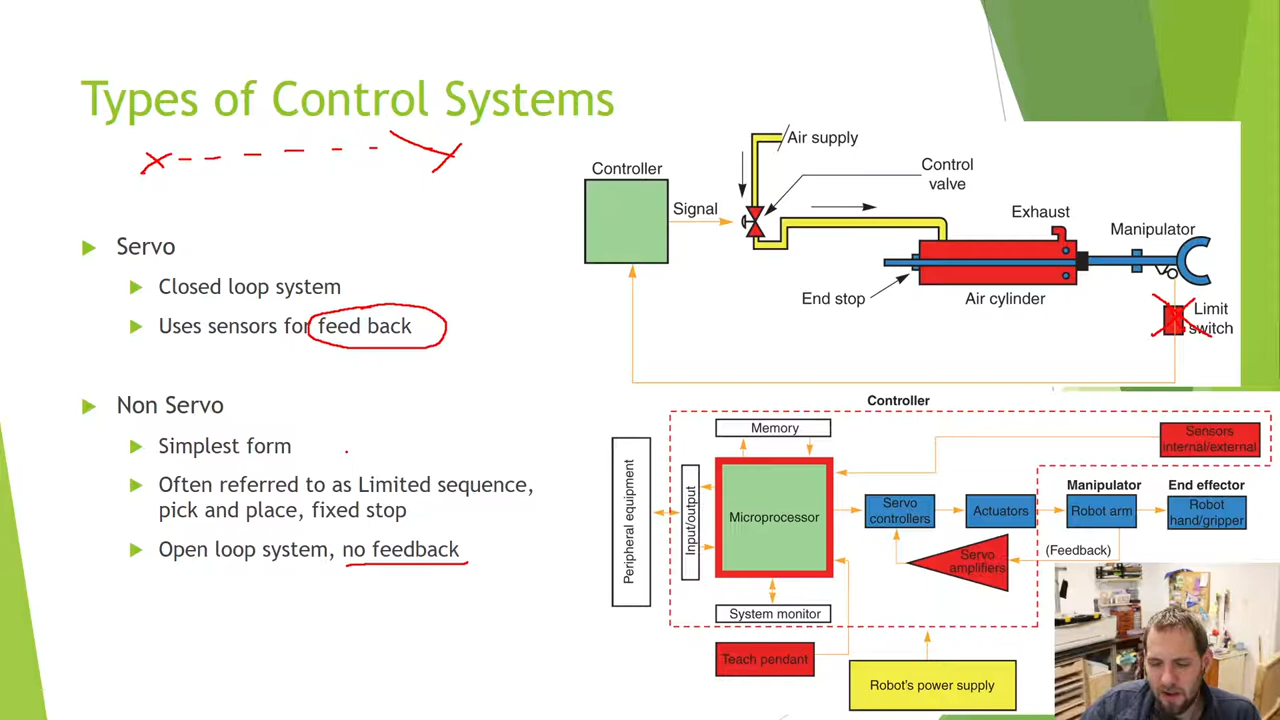 Types of Control Systems
Servo
Closed loop system
Uses sensors for feed back
Non Servo
Simplest form
Often referred to as Limited sequence,
pick and place, fixed stop
Open loop system, no feedback
Air supply
Controller
Control
valve
Signal
Exhaust
Manipulator
End stop
Air cylinder
Limit
switch
Controller
Memory
Sensors
internal/external
Peripheral equipment
Input/output
Microprocessor
Servo
controllers
Actuators
Manipulator
Robot arm
End effector
Robot
hand/gripper
Servo
amplifiers
(Feedback)
System monitor
Teach pendant
Robot's power supply